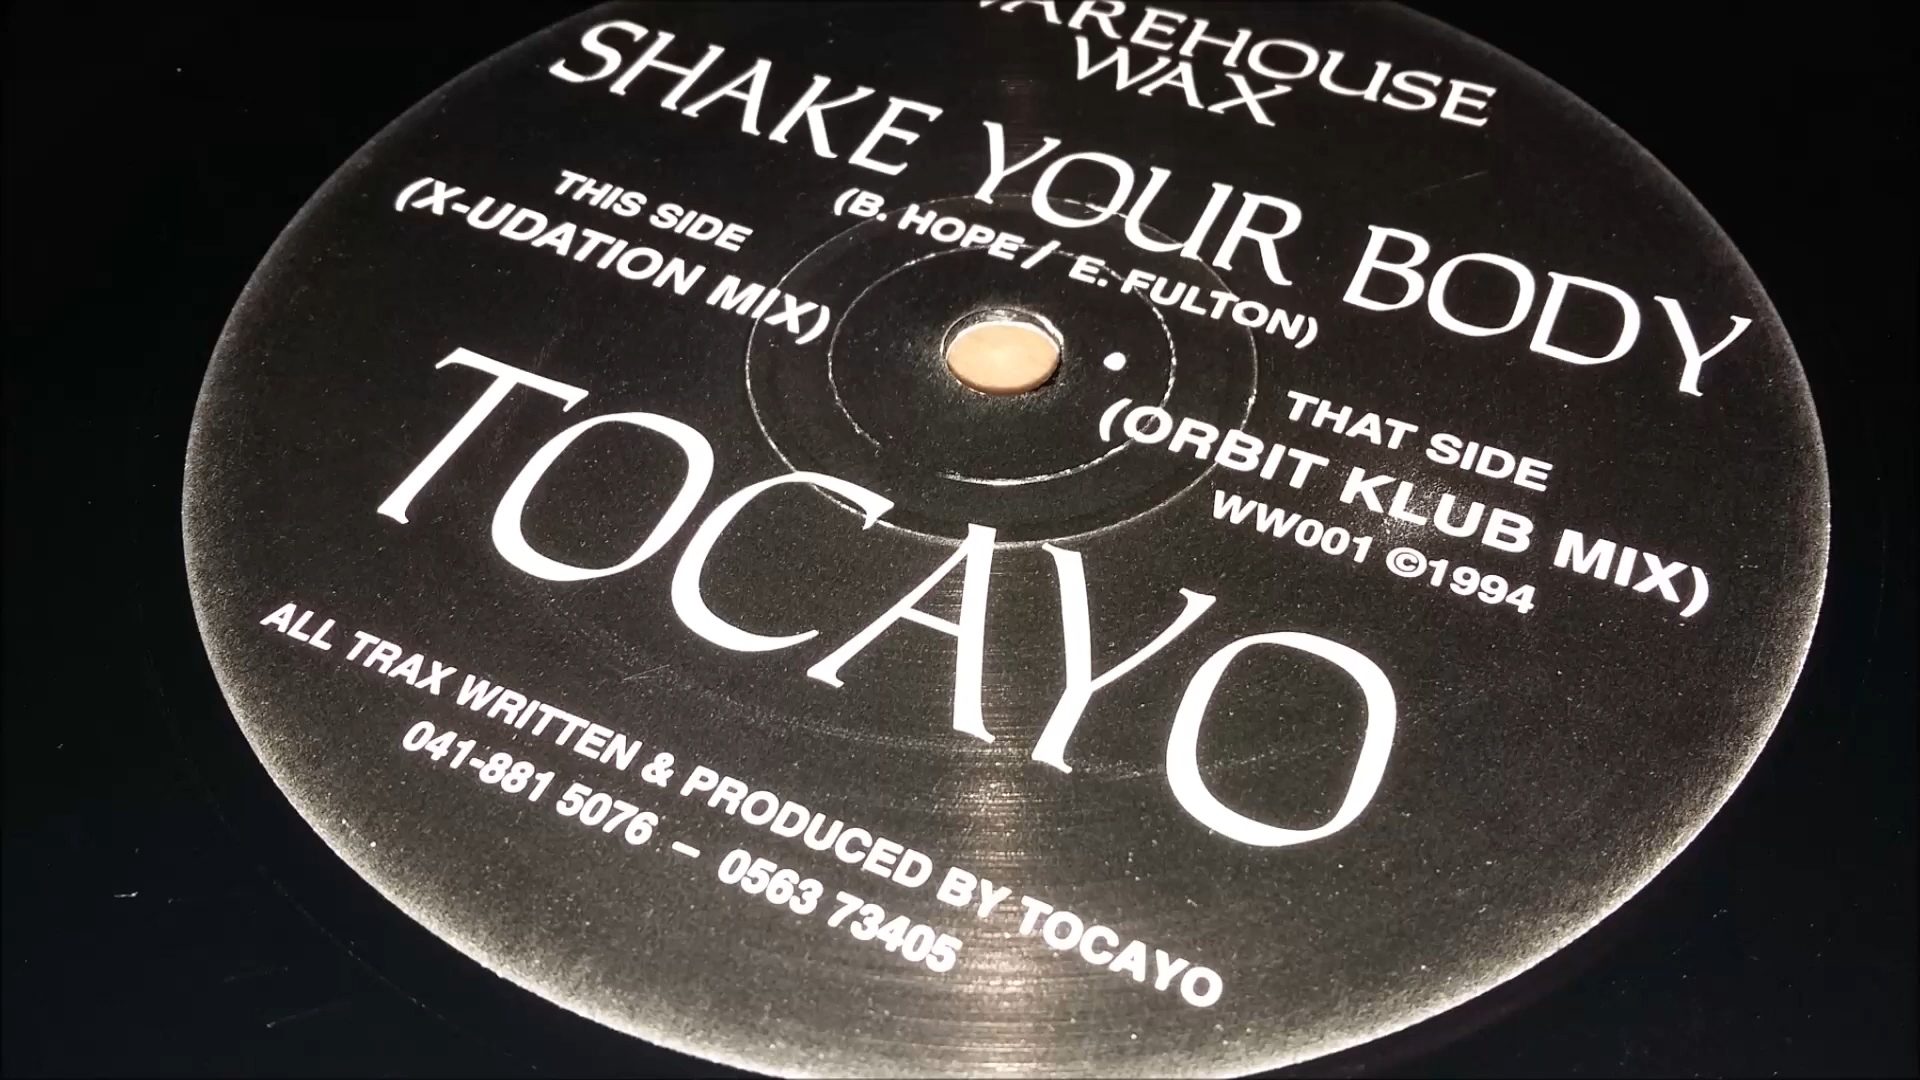 WAREHOUSE
WAX
SHAKE YOUR BODY
(B. HOPE / E. FULTON)
THIS SIDE
(X-UDATION MIX)
THAT SIDE
(ORBIT KLUB MIX)
WW001 ©1994
TOCAYO
ALL TRAX WRITTEN & PRODUCED BY TOCAYO
041-881 5076 – 0563 73405